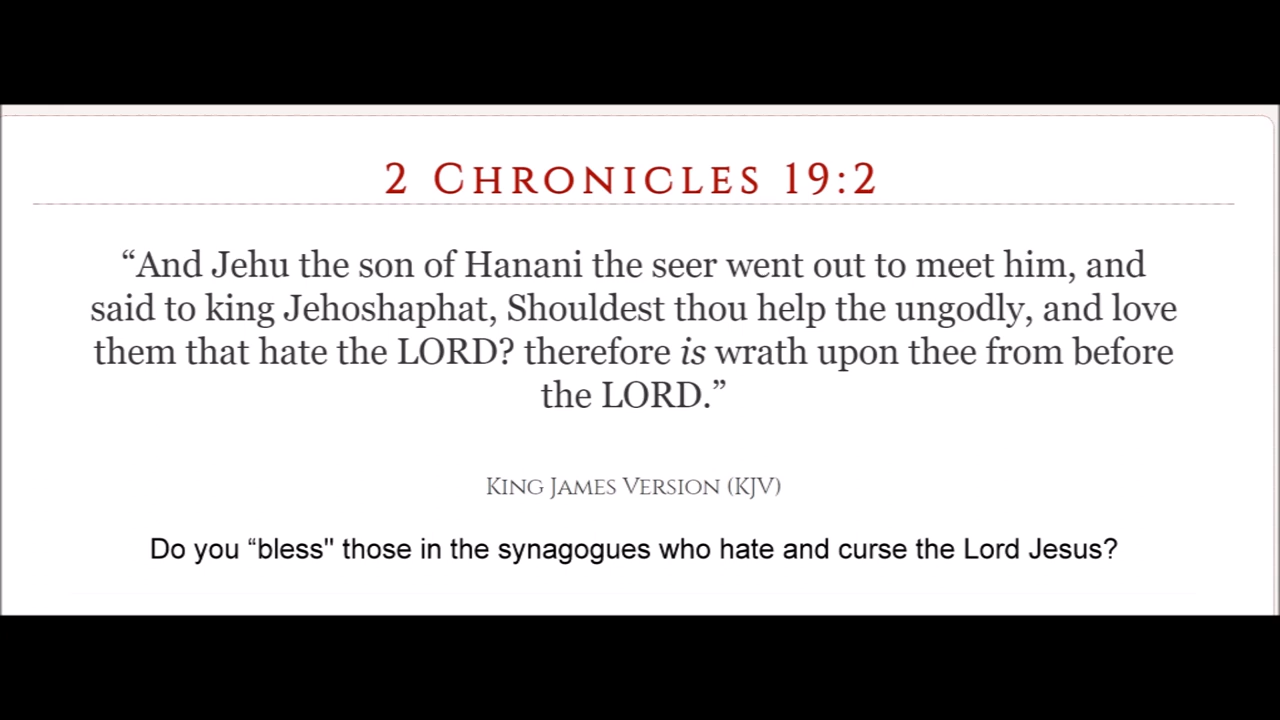 2 CHRONICLES 19:2
“And Jehu the son of Hanani the seer went out to meet him, and
said to king Jehoshaphat, Shouldest thou help the ungodly, and love
them that hate the LORD? therefore is wrath upon thee from before
the LORD.”
KING JAMES VERSION (KJV)
Do you “bless" those in the synagogues who hate and curse the Lord Jesus?